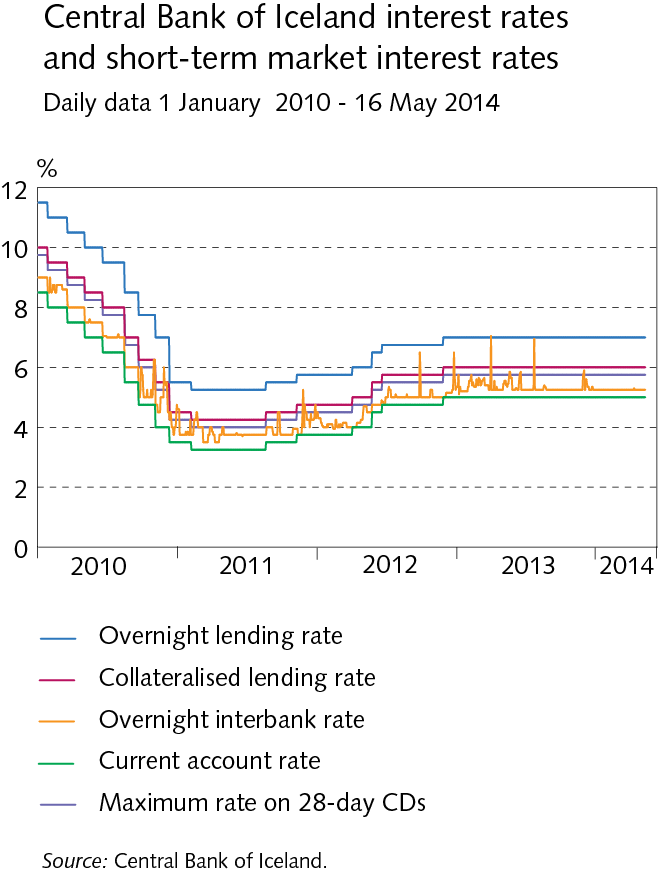 Central Bank of Iceland interest rates
and short-term market interest rates
Daily data 1 January 2010 - 16 May 2014
%
12
10
8
6
4
2
0
2010 2011 2012 2013 2014
Overnight lending rate
Collateralised lending rate
Overnight interbank rate
Current account rate
Maximum rate on 28-day CDs
Source: Central Bank of Iceland.